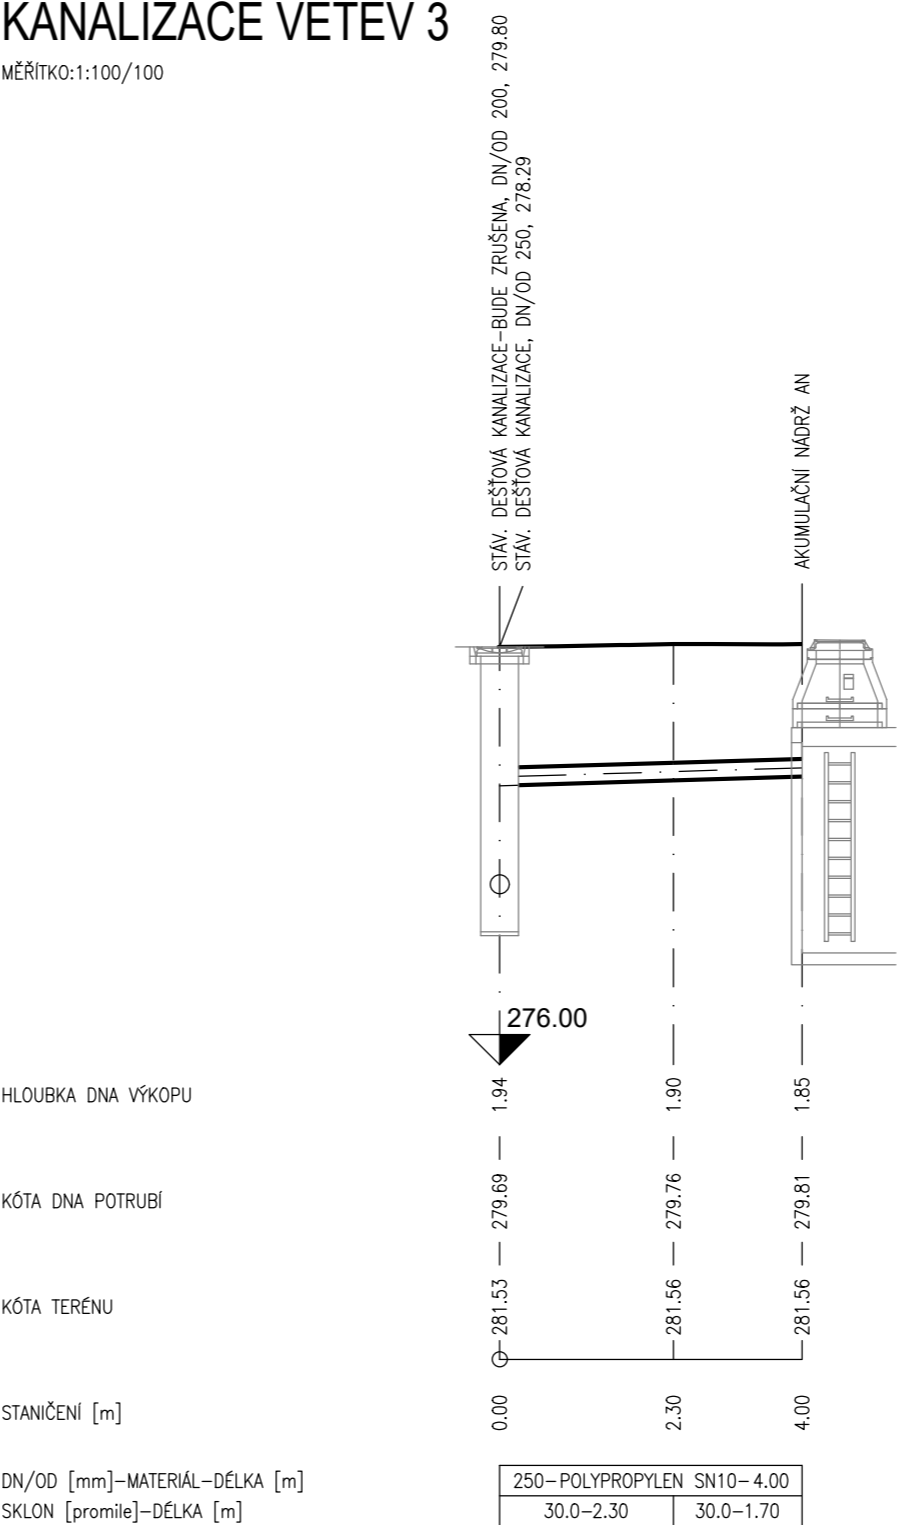 KANALIZACE VĚTEV 3
MĚŘÍTKO:1:100/100
STÁV. DEŠŤOVÁ KANALIZACE-BUDE ZRUŠENA, DN/OD 200, 279.80
STÁV. DEŠŤOVÁ KANALIZACE, DN/OD 250, 278.29
AKUMULAČNÍ NÁDRŽ AN
276.00
HLOUBKA DNA VÝKOPU 1.94 1.90 1.85
KÓTA DNA POTRUBÍ 279.69 279.76 279.81
KÓTA TERÉNU 281.53 281.56 281.56
STANIČENÍ [m] 0.00 2.30 4.00
DN/OD [mm]-MATERIÁL-DÉLKA [m] 250-POLYPROPYLEN SN10-4.00
SKLON [promile]-DÉLKA [m] 30.0-2.30 30.0-1.70